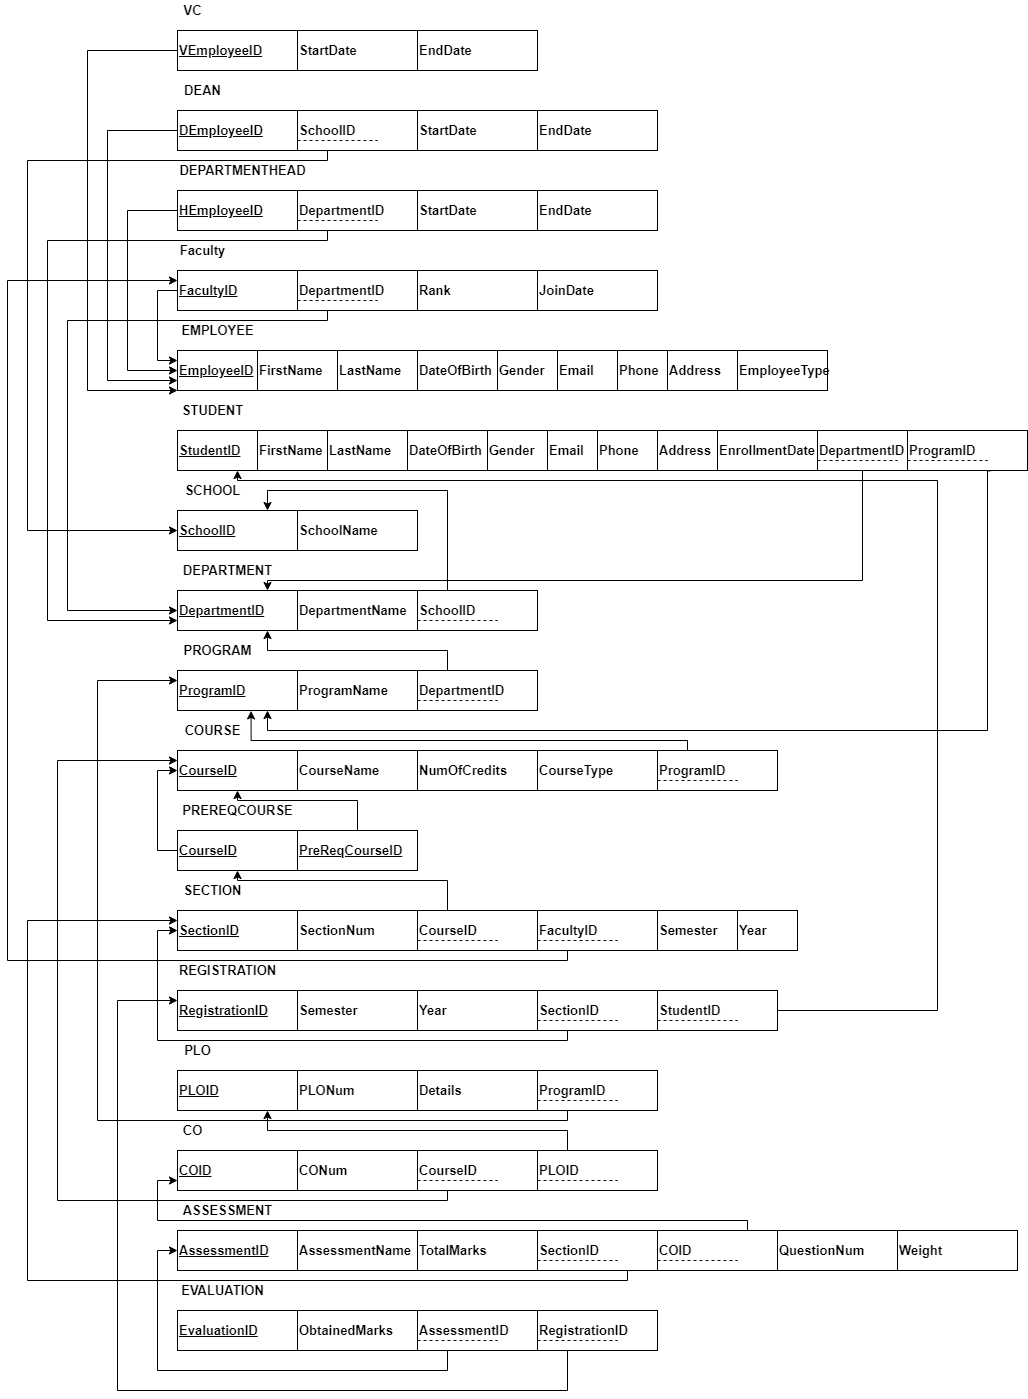 VC
VEmployeeID StartDate EndDate
DEAN
DEmployeeID SchoolID StartDate EndDate
DEPARTMENTHEAD
HEmployeeID DepartmentID StartDate EndDate
Faculty
FacultyID DepartmentID Rank JoinDate
EMPLOYEE
EmployeeID FirstName LastName DateOfBirth Gender Email Phone Address EmployeeType
STUDENT
StudentID FirstName LastName DateOfBirth Gender Email Phone Address EnrollmentDate DepartmentID ProgramID
SCHOOL
SchoolID SchoolName
DEPARTMENT
DepartmentID DepartmentName SchoolID
PROGRAM
ProgramID ProgramName DepartmentID
COURSE
CourseID CourseName NumOfCredits CourseType ProgramID
PREREQCOURSE
CourseID PreReqCourseID
SECTION
SectionID SectionNum CourseID FacultyID Semester Year
REGISTRATION
RegistrationID Semester Year SectionID StudentID
PLO
PLOID PLONum Details ProgramID
CO
COID CONum CourseID PLOID
ASSESSMENT
AssessmentID AssessmentName TotalMarks SectionID COID QuestionNum Weight
EVALUATION
EvaluationID ObtainedMarks AssessmentID RegistrationID